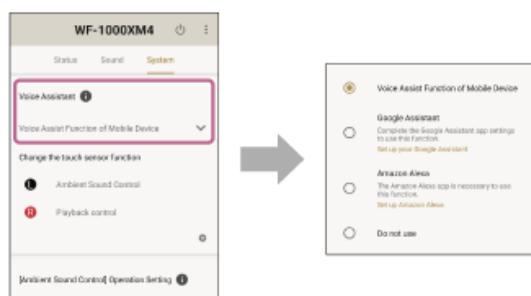 WF-1000XM4
Status Sound System
Voice Assistant
Voice Assist Function of Mobile Device
Change the touch sensor function
L Ambient Sound Control
R Playback control
[Ambient Sound Control] Operation Setting
Voice Assist Function of Mobile Device
Google Assistant
Complete the Google Assistant app settings
to use this function.
Set up your Google Assistant
Amazon Alexa
The Amazon Alexa app is necessary to use
this function.
Set up Amazon Alexa
Do not use